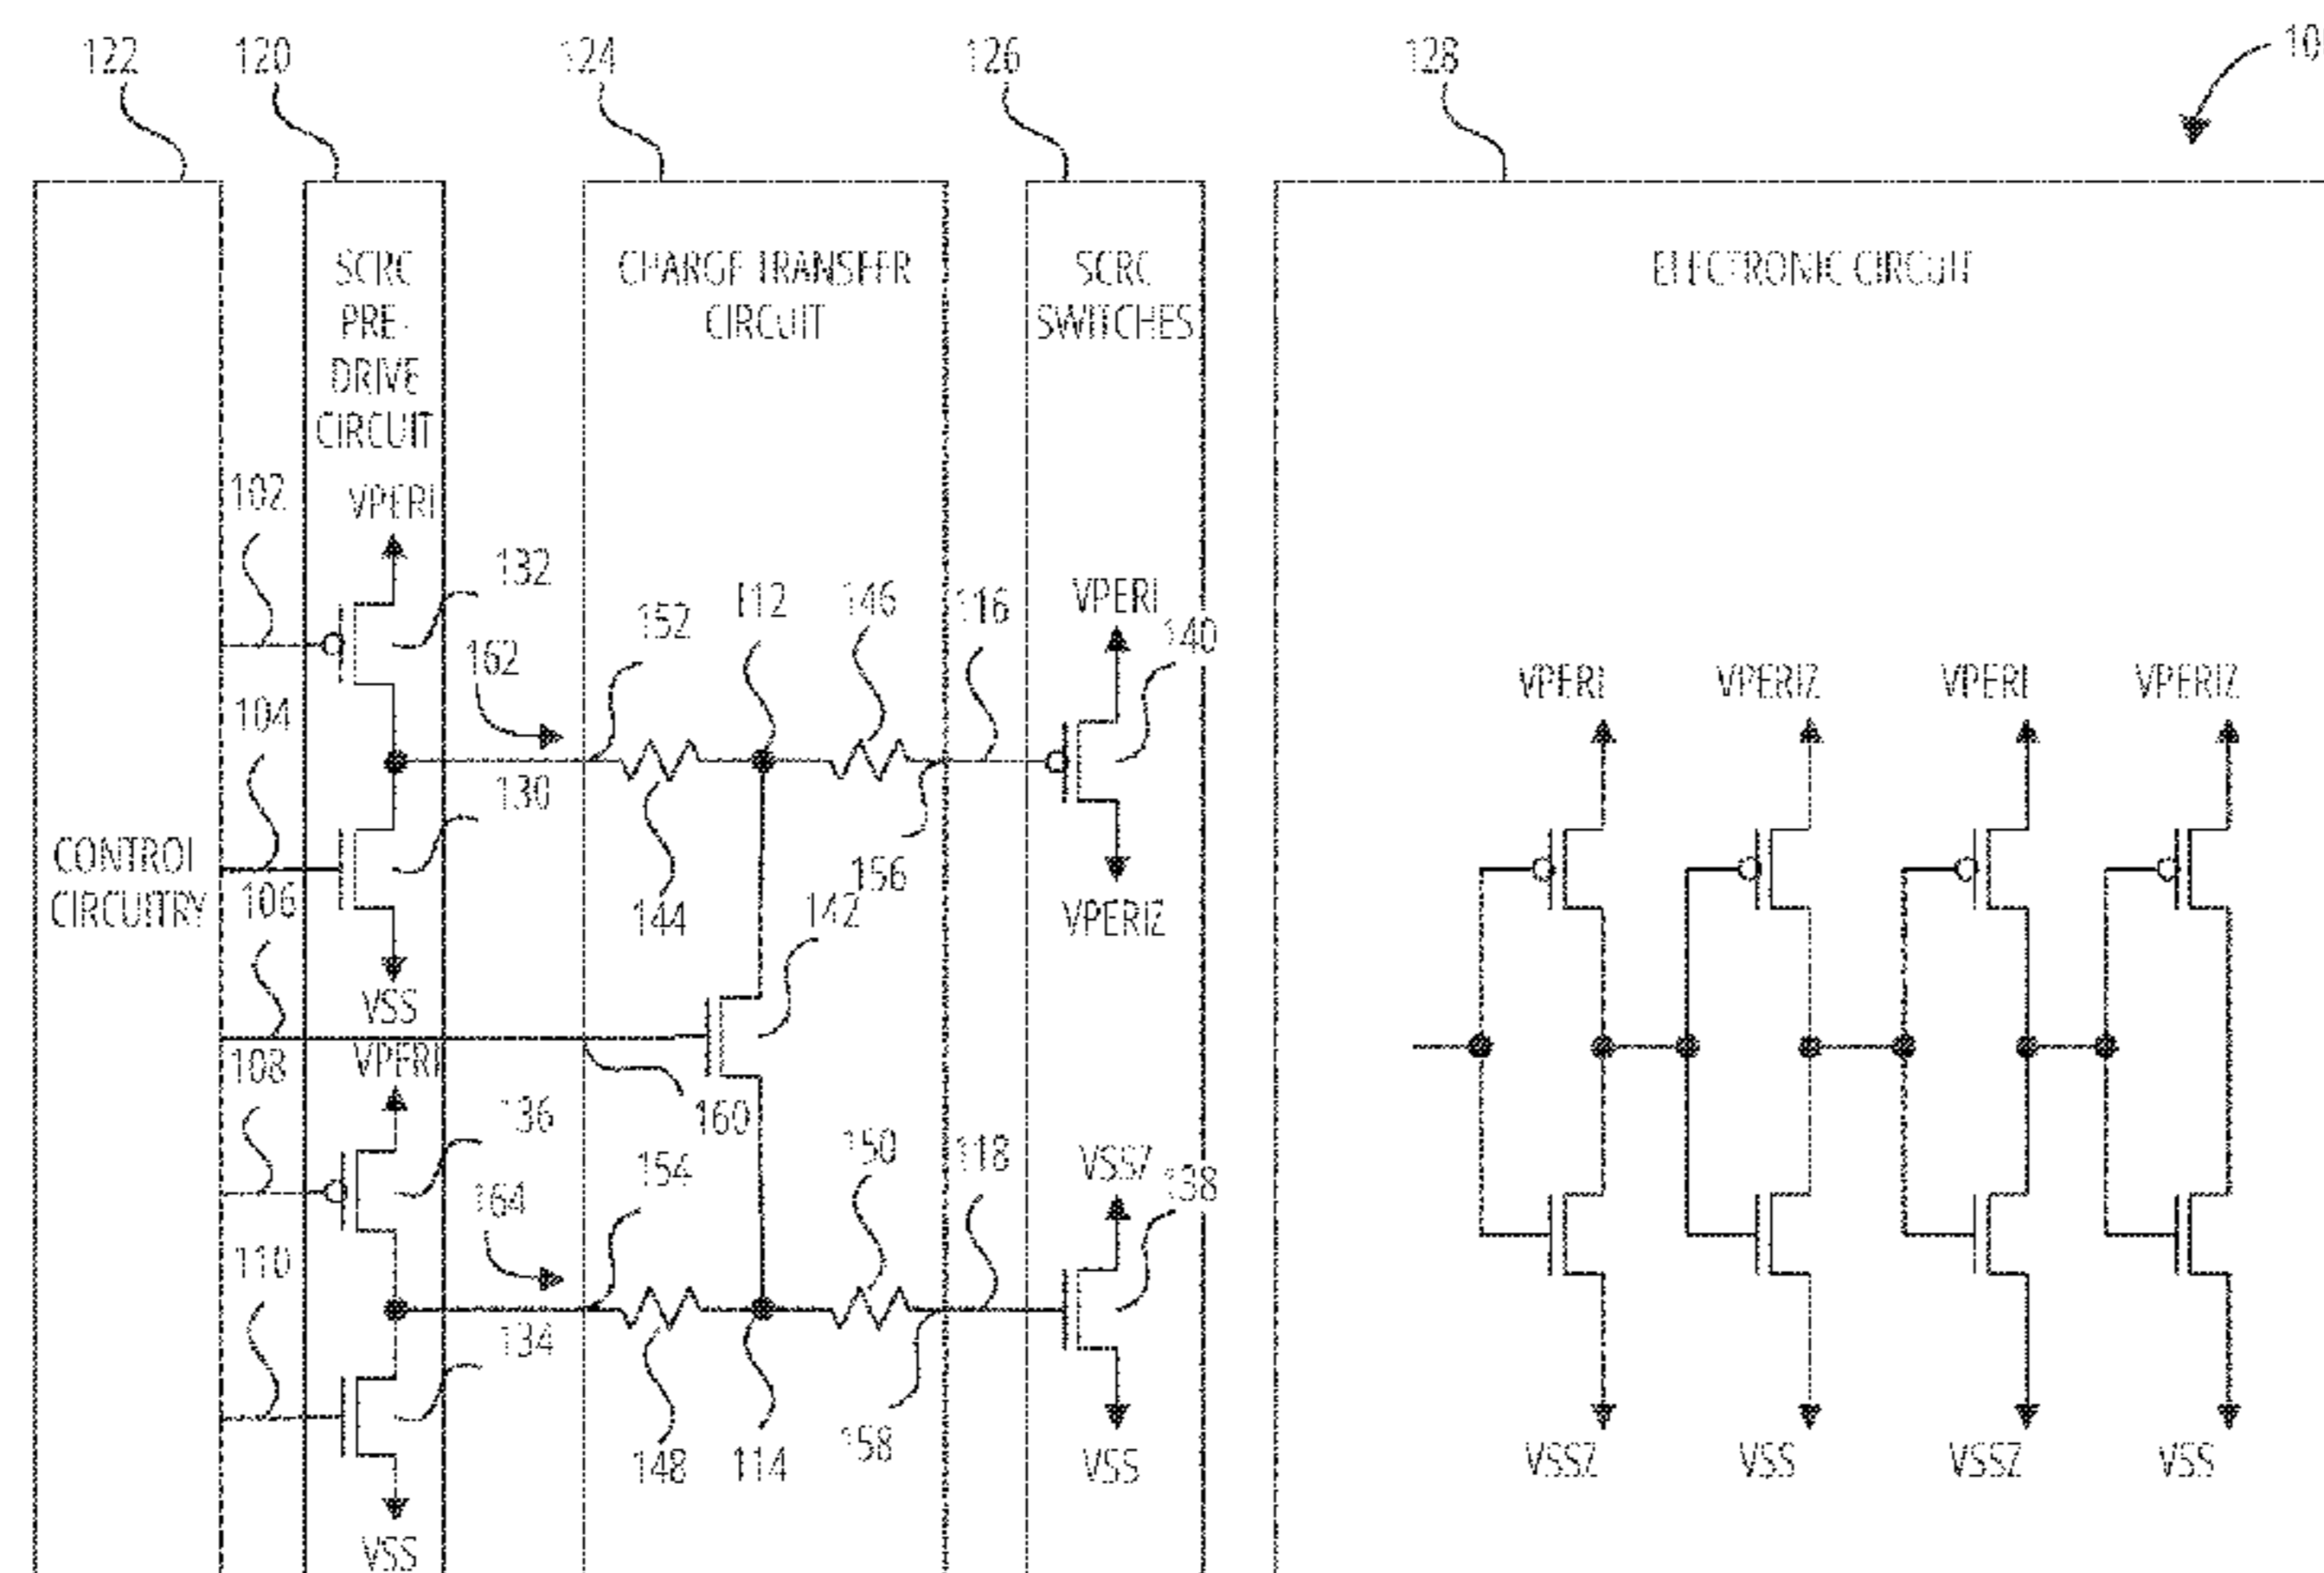 122
120
124
126
128
10
SCRC
PRE-
DRIVE
CIRCUIT
CHARGE TRANSFER
CIRCUIT
SCRC
SWITCHES
ELECTRONIC CIRCUIT
102
VPERI
132
152
112
146
116
VPERI
140
162
104
VPERI
VPERIZ
VPERI
VPERIZ
130
CONTROL
CIRCUITRY
106
144
156
142
VPERIZ
VSS
108
VPERI
136
160
150
118
VSSZ
138
154
164
110
134
148
114
158
VSS
VSSZ
VSS
VSSZ
VSS
VSS